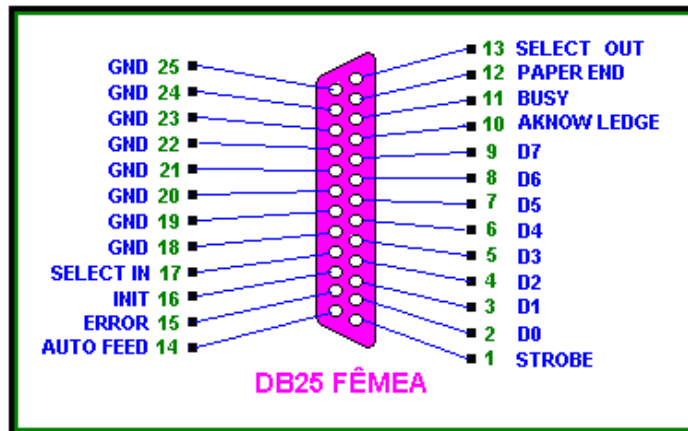 GND 25
GND 24
GND 23
GND 22
GND 21
GND 20
GND 19
GND 18
SELECT IN 17
INIT 16
ERROR 15
AUTO FEED 14
13 SELECT OUT
12 PAPER END
11 BUSY
10 AKNOW LEDGE
9 D7
8 D6
7 D5
6 D4
5 D3
4 D2
3 D1
2 D0
1 STROBE
DB25 FÊMEA